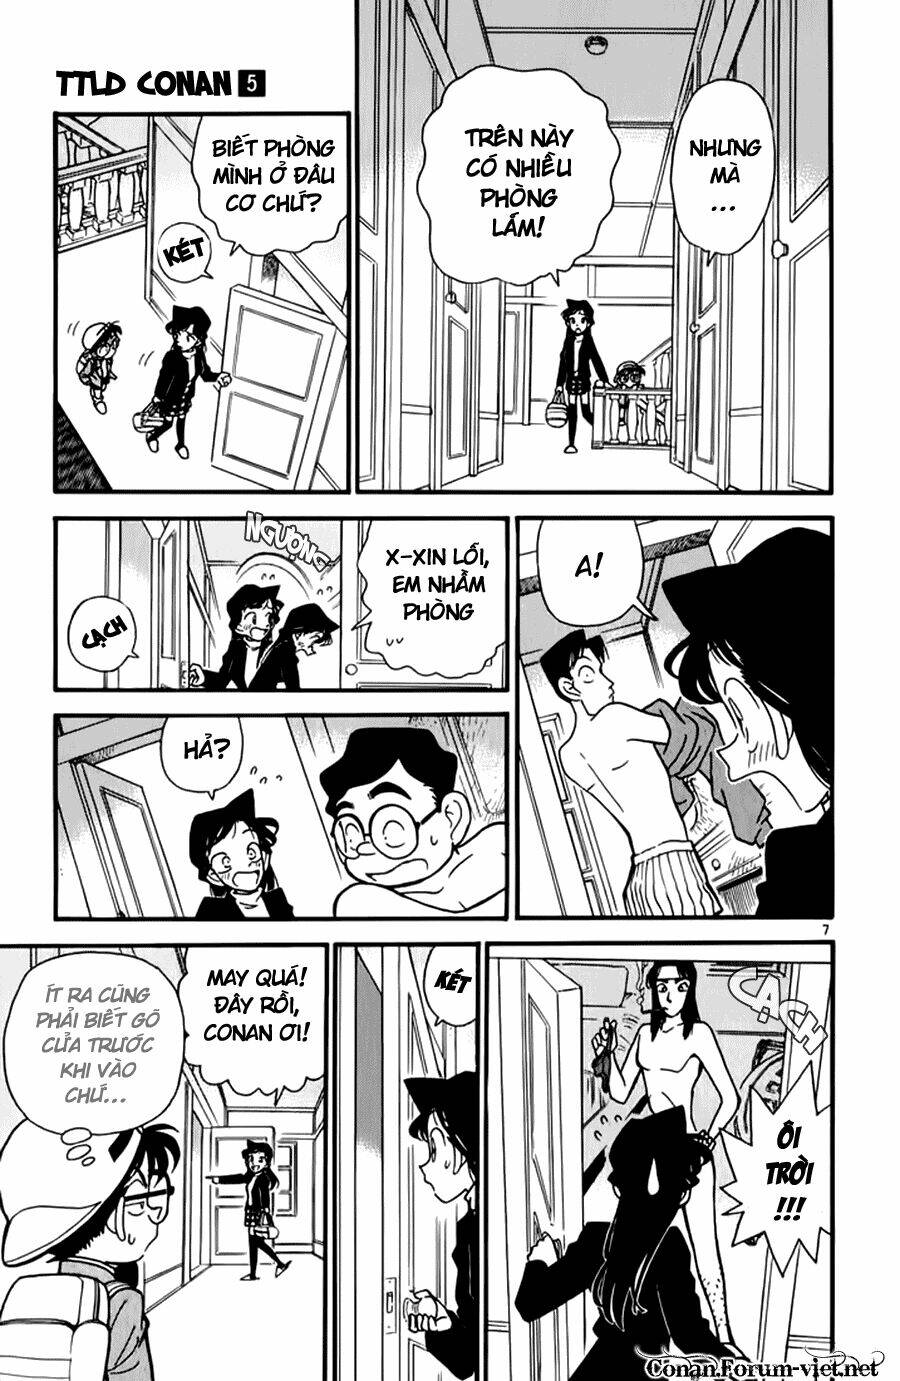 TTLD CONAN 5
NHƯNG
MÀ
...
TRÊN NÀY
CÓ NHIỀU
PHÒNG
LẮM!
BIẾT PHÒNG
MÌNH Ở ĐÂU
CƠ CHỨ?
KÉT
A!
X-XIN LỖI,
EM NHẦM
PHÒNG
NGƯỢNG
CẠCH
HẢ?
7
CẠCH
ÔI
TRỜI
!!!
KÉT
MAY QUÁ!
ĐÂY RỒI,
CONAN ƠI!
ÍT RA CŨNG
PHẢI BIẾT GÕ
CỬA TRƯỚC
KHI VÀO
CHỨ...
Conan.Forum-viet.net